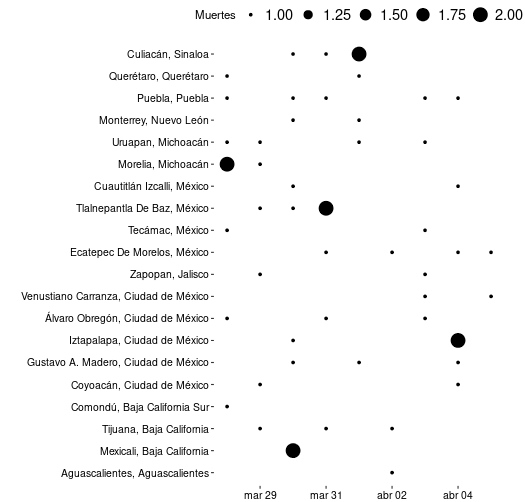 Muertes 1.00 1.25 1.50 1.75 2.00
Culiacán, Sinaloa
Querétaro, Querétaro
Puebla, Puebla
Monterrey, Nuevo León
Uruapan, Michoacán
Morelia, Michoacán
Cuautitlán Izcalli, México
Tlalnepantla De Baz, México
Tecámac, México
Ecatepec De Morelos, México
Zapopan, Jalisco
Venustiano Carranza, Ciudad de México
Álvaro Obregón, Ciudad de México
Iztapalapa, Ciudad de México
Gustavo A. Madero, Ciudad de México
Coyoacán, Ciudad de México
Comondú, Baja California Sur
Tijuana, Baja California
Mexicali, Baja California
Aguascalientes, Aguascalientes
mar 29 mar 31 abr 02 abr 04